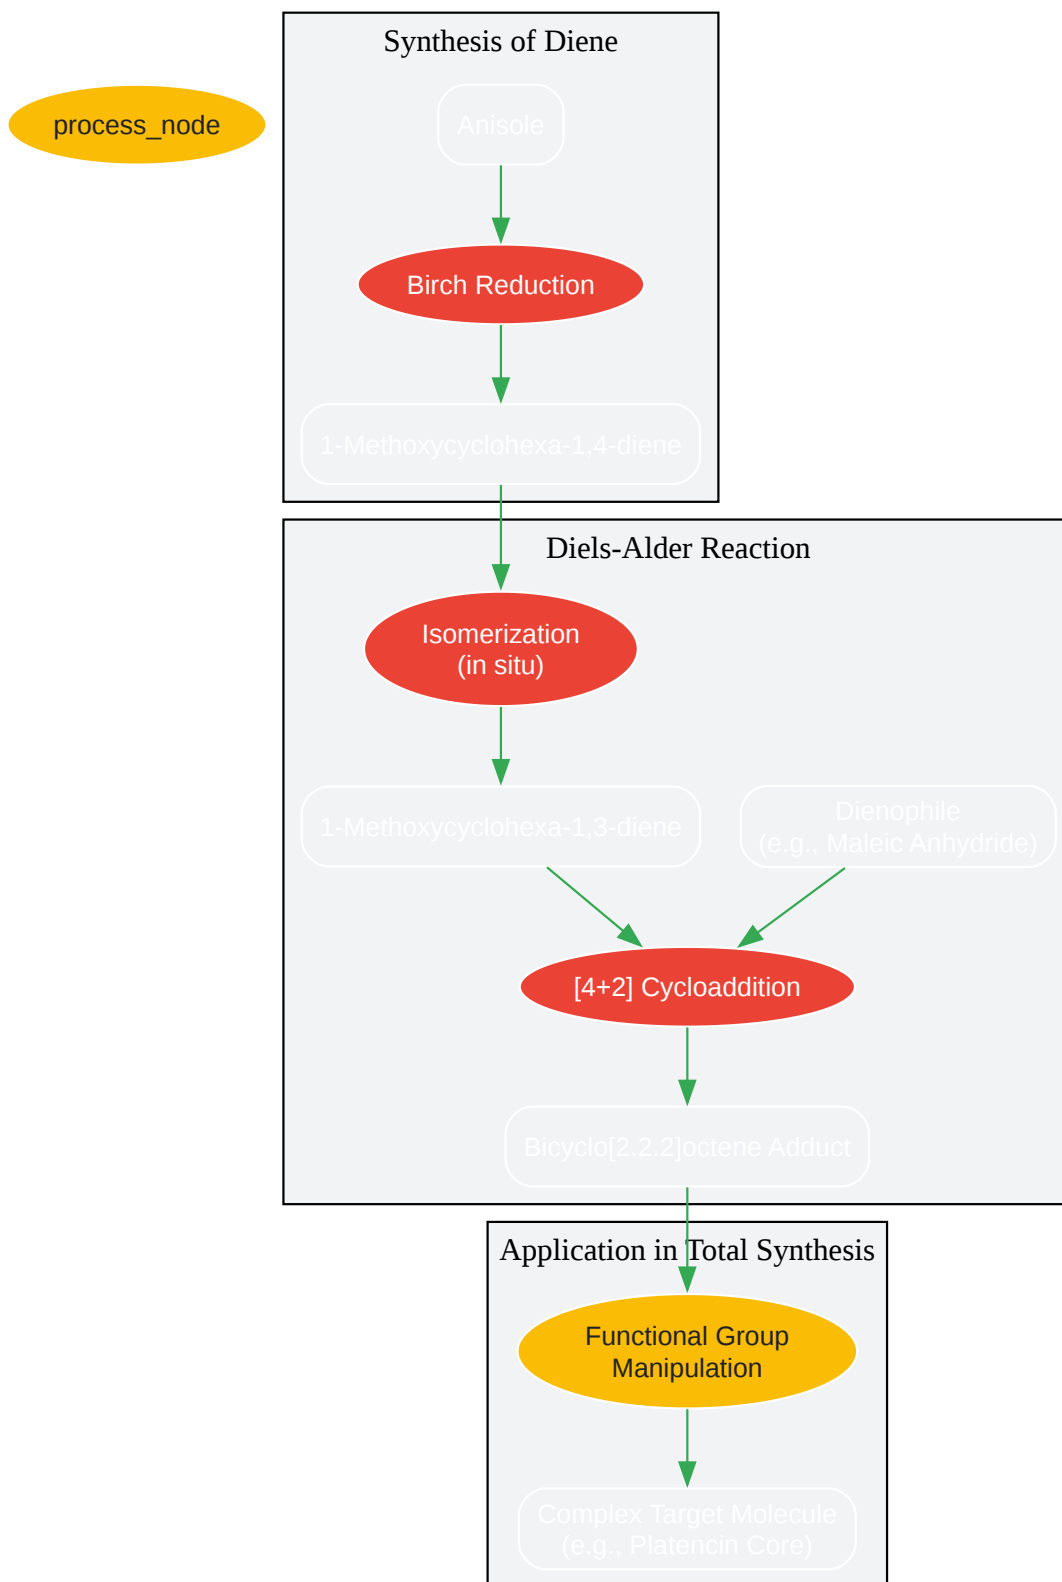 Synthesis of Diene
process_node
Anisole
Birch Reduction
1-Methoxycyclohexa-1,4-diene
Diels-Alder Reaction
Isomerization
(in situ)
1-Methoxycyclohexa-1,3-diene
Dienophile
(e.g., Maleic Anhydride)
[4+2] Cycloaddition
Bicyclo[2.2.2]octene Adduct
Application in Total Synthesis
Functional Group
Manipulation
Complex Target Molecule
(e.g., Platencin Core)